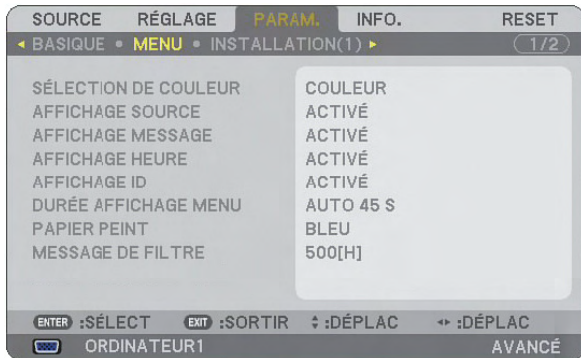 SOURCE RÉGLAGE PARAM. INFO. RESET
BASIQUE • MENU • INSTALLATION(1) 1/2
SÉLECTION DE COULEUR COULEUR
AFFICHAGE SOURCE ACTIVÉ
AFFICHAGE MESSAGE ACTIVÉ
AFFICHAGE HEURE ACTIVÉ
AFFICHAGE ID ACTIVÉ
DURÉE AFFICHAGE MENU AUTO 45 S
PAPIER PEINT BLEU
MESSAGE DE FILTRE 500[H]
ENTER :SÉLECT EXIT :SORTIR :DÉPLAC :DÉPLAC
ORDINATEUR1 AVANCÉ